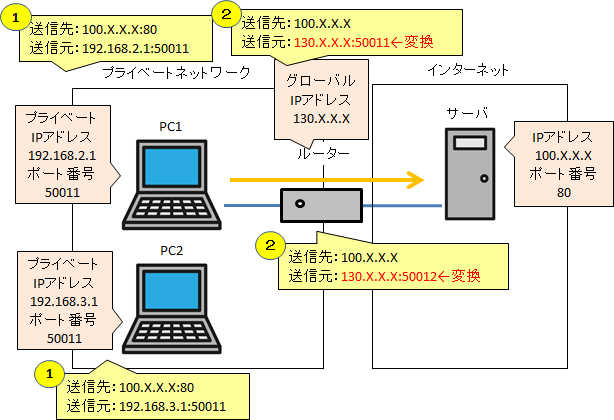 1
送信先：100.X.X.X:80
送信元：192.168.2.1:50011
2
送信先：100.X.X.X
送信元：130.X.X.X:50011←変換
プライベートネットワーク
グローバル
IPアドレス
130.X.X.X
インターネット
プライベート
IPアドレス
192.168.2.1
ポート番号
50011
PC1
ルーター
サーバ
IPアドレス
100.X.X.X
ポート番号
80
プライベート
IPアドレス
192.168.3.1
ポート番号
50011
PC2
2
送信先：100.X.X.X
送信元：130.X.X.X:50012←変換
1
送信先：100.X.X.X:80
送信元：192.168.3.1:50011